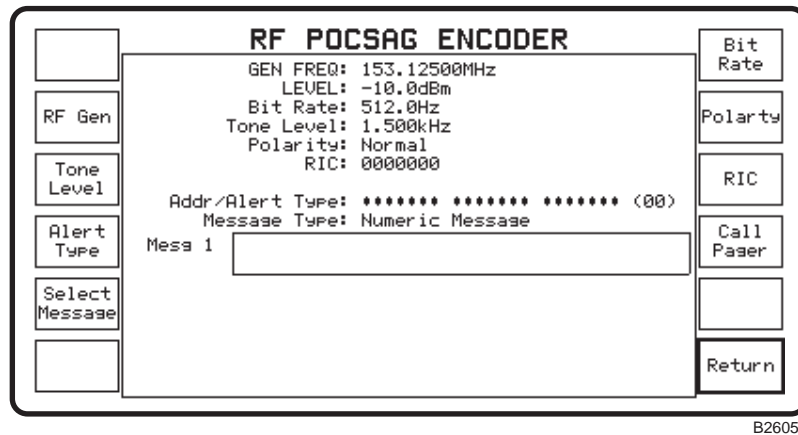 RF POCSAG ENCODER
GEN FREQ: 153.12500MHz
LEVEL: -10.0dBm
Bit Rate: 512.0Hz
Tone Level: 1.500kHz
Polarity: Normal
RIC: 0000000
Addr/Alert Type: ♦♦♦♦♦♦♦ ♦♦♦♦♦♦♦ ♦♦♦♦♦♦♦ (00)
Message Type: Numeric Message
Mesg 1
RF Gen
Tone
Level
Alert
Type
Select
Message
Bit
Rate
Polarty
RIC
Call
Pager
Return
B2605